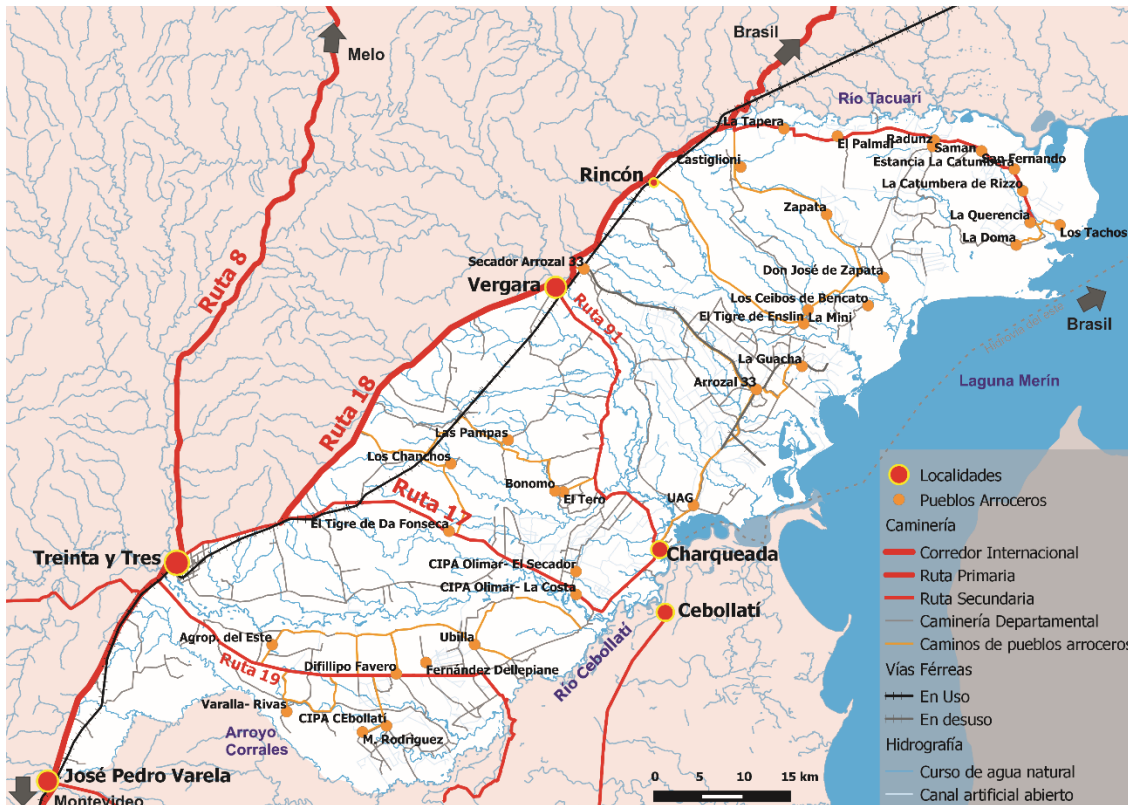 Brasil
Melo
Río Tacuarí
La Tapera
El Palmar
Radunz
Saman
Estancia La Catumbera
San Fernando
Castiglioni
Rincón
La Catumbera de Rizzo
Zapata
La Querencia
La Doma
Los Tachos
Ruta 8
Secador Arrozal 33
Vergara
Don José de Zapata
Ruta 91
Los Ceibos de Bencato
El Tigre de Enslin
La Mini
Brasil
Hidrovía del Este
La Guacha
Arrozal 33
Laguna Merín
Ruta 18
Las Pampas
Los Chanchos
Bonomo
El Tero
UAG
Ruta 17
El Tigre de Da Fonseca
Treinta y Tres
Charqueada
CIPA Olimar- El Secador
CIPA Olimar- La Costa
Cebollatí
Agrop. del Este
Ubilla
Río Cebollatí
Difillipo Favero
Fernández Dellepiane
Ruta 19
Varalla- Rivas
CIPA CEbollatí
M. Rodriguez
Arroyo
Corrales
José Pedro Varela
Montevideo
0 5 10 15 km
Localidades
Pueblos Arroceros
Caminería
Corredor Internacional
Ruta Primaria
Ruta Secundaria
Caminería Departamental
Caminos de pueblos arroceros
Vías Férreas
En Uso
En desuso
Hidrografía
Curso de agua natural
Canal artificial abierto